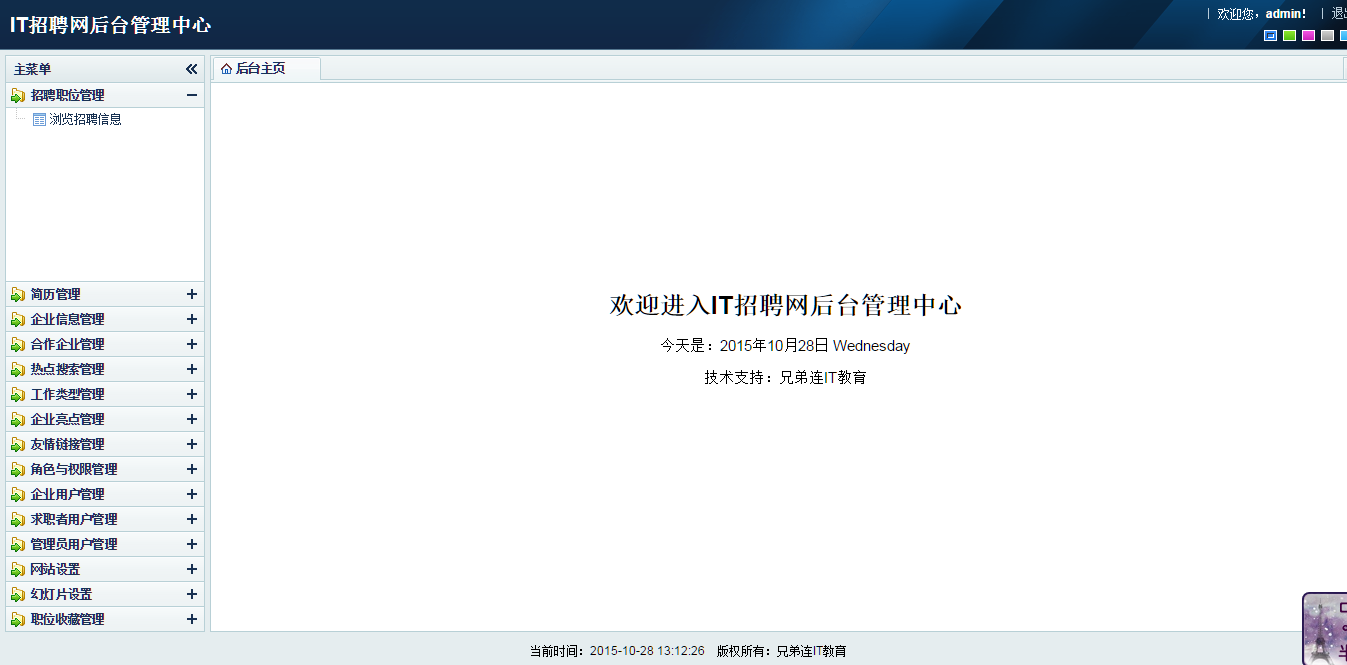 IT招聘网后台管理中心
| 欢迎您，admin! | 退出
主菜单
后台主页
招聘职位管理
浏览招聘信息
简历管理
企业信息管理
合作企业管理
热点搜索管理
工作类型管理
企业亮点管理
友情链接管理
角色与权限管理
企业用户管理
求职者用户管理
管理员用户管理
网站设置
幻灯片设置
职位收藏管理
欢迎进入IT招聘网后台管理中心
今天是：2015年10月28日 Wednesday
技术支持：兄弟连IT教育
当前时间：2015-10-28 13:12:26 版权所有：兄弟连IT教育